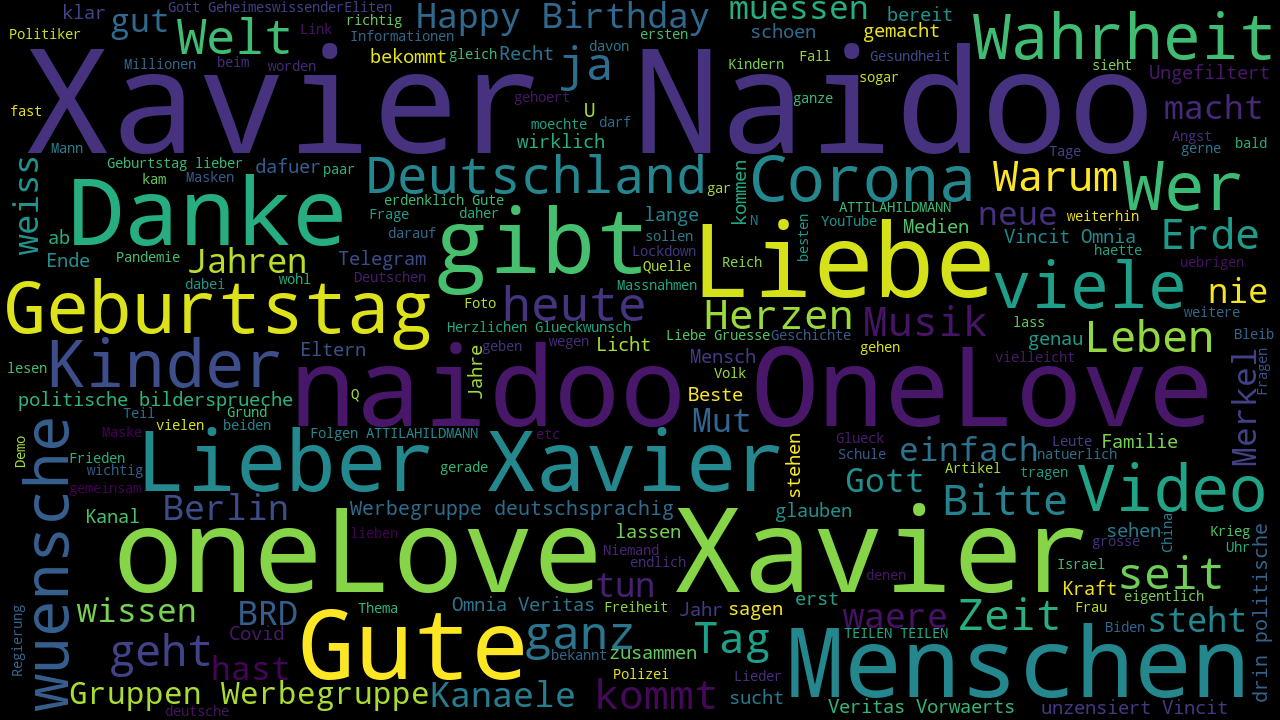 klar
gut
Gott GeheimeswissenderEliten
Welt
Link
richtig
Informationen
Happy Birthday
ersten
muessen
schoen
bereit
gemacht
Wahrheit
Politiker
Millionen
beim
worden
bekommt
gleich
Recht
ja
davon
Kindern
Fall
sogar
Gesundheit
sieht
Ungefiltert
Xavier Naidoo
fast
gehoert
U
ganze
macht
Mann
moechte
darf
wirklich
Tage
Angst
gerne
bald
weiss
Geburtstag lieber
dafuer
paar
kam
Masken
Deutschland
gar
kommen
Corona
Warum
Wer
Danke
erdenklich Gute
Frage
daher
lange
N
YouTube
ATTILAHILDMANN
Medien
neue
weiterhin
ab
darauf
gibt
sollen
besten
Vincit Omnia
Erde
Ende
Pandemie
Jahren
Telegram
Lockdown
Liebe
haette
Quelle
Reich
uebrigen
dabei
wohl
Deutschen
Massnahmen
viele
nie
Geburtstag
Foto
heute
Herzen
Musik
lass
weitere
Herzlichen Glueckwunsch
Liebe Gruesse
Geschichte
genau
Leben
Bleib
Kinder
Eltern
Jahre
geben
wegen
Licht
Mensch
gehen
vielleicht
Merkel
Fragen
lesen
naidoo OneLove
Volk
politische bildersprueche
Q
Beste
Teil
Grund
Mut
wuensche
Demo
Maske
vielen
beiden
Folgen ATTILAHILDMANN
etc
stehen
Glueck
einfach
Leute
Familie
Frieden
Lieber Xavier
Schule
natuerlich
wichtig
gerade
Gott
Artikel
tragen
Video
gemeinsam
Bitte
Kanal
Berlin
Werbegruppe deutschsprachig
glauben
lieben
lassen
sehen
China
Krieg
grosse
Uhr
drin politische
oneLove Xavier
Niemand
endlich
Israel
denen
tun
seit
Kraft
eigentlich
Regierung
wissen
BRD
Thema
Omnia Veritas
Freiheit
Jahr
sagen
erst
waere
Zeit
Frau
Biden
steht
geht
Covid
Gute
ganz
Tag
TEILEN TEILEN
hast
bekannt
zusammen
Menschen
Polizei
Lieder
Gruppen Werbegruppe
Kanaele
kommt
sucht
deutsche
Veritas Vorwaerts
unzensiert Vincit